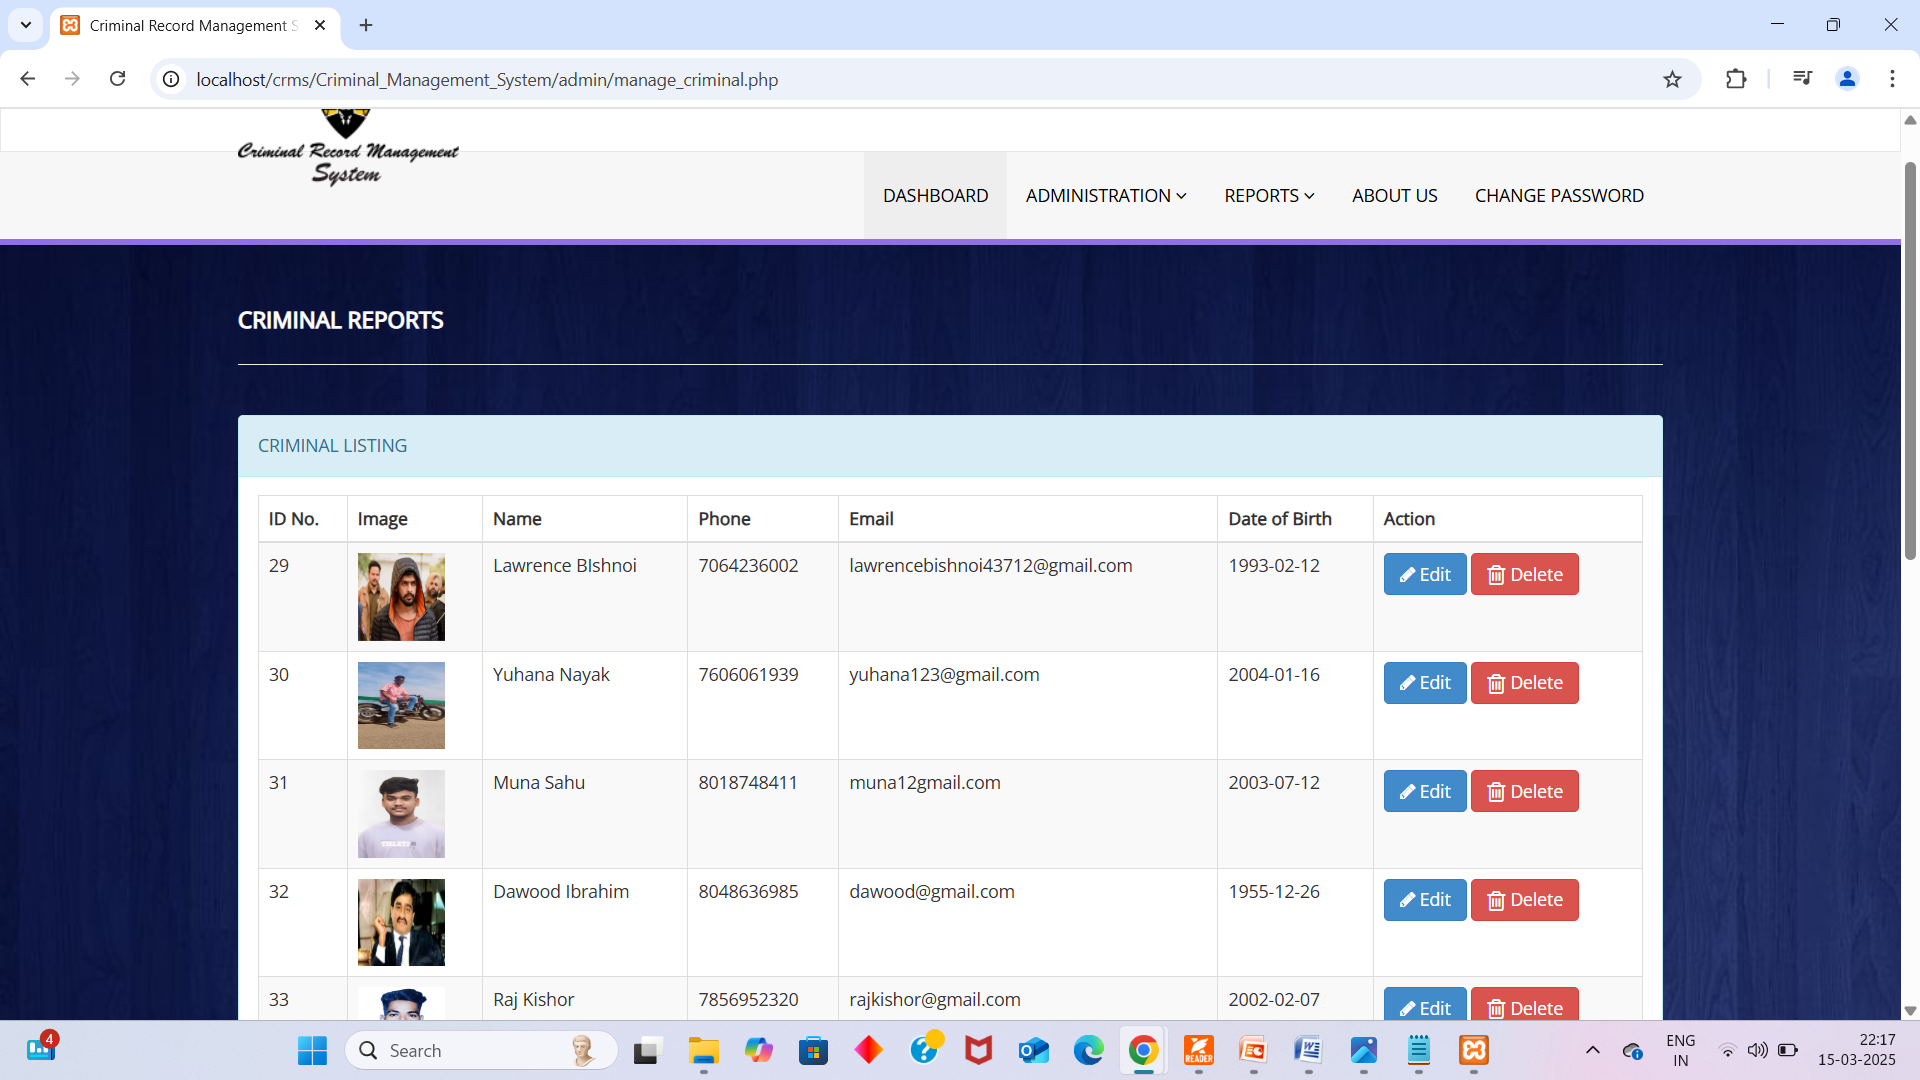 Criminal Record Management S
localhost/crms/Criminal_Management_System/admin/manage_criminal.php
Criminal Record Management
System
DASHBOARD ADMINISTRATION REPORTS ABOUT US CHANGE PASSWORD
CRIMINAL REPORTS
CRIMINAL LISTING
ID No. Image Name Phone Email Date of Birth Action
29 Lawrence BIshnoi 7064236002 lawrencebishnoi43712@gmail.com 1993-02-12 Edit Delete
30 Yuhana Nayak 7606061939 yuhana123@gmail.com 2004-01-16 Edit Delete
31 Muna Sahu 8018748411 muna12gmail.com 2003-07-12 Edit Delete
32 Dawood Ibrahim 8048636985 dawood@gmail.com 1955-12-26 Edit Delete
33 Raj Kishor 7856952320 rajkishor@gmail.com 2002-02-07 Edit Delete
4 Search READER ENG 22:17
IN 15-03-2025